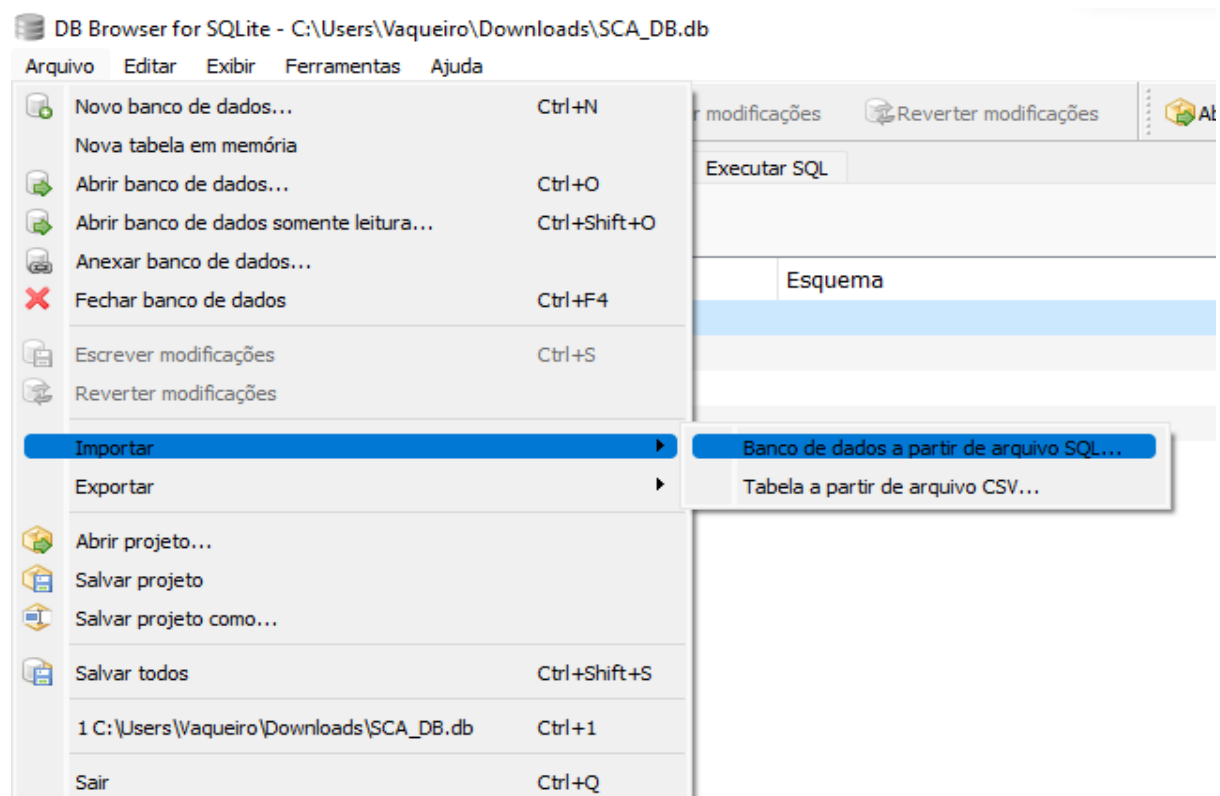 DB Browser for SQLite - C:\Users\Vaqueiro\Downloads\SCA_DB.db
Arquivo Editar Exibir Ferramentas Ajuda
Novo banco de dados... Ctrl+N
modificações Reverter modificações
Nova tabela em memória
Executar SQL
Abrir banco de dados... Ctrl+O
Abrir banco de dados somente leitura... Ctrl+Shift+O
Anexar banco de dados...
Esquema
Fechar banco de dados Ctrl+F4
Escrever modificações Ctrl+S
Reverter modificações
Importar
Banco de dados a partir de arquivo SQL...
Exportar
Tabela a partir de arquivo CSV...
Abrir projeto...
Salvar projeto
Salvar projeto como...
Salvar todos Ctrl+Shift+S
1 C:\Users\Vaqueiro\Downloads\SCA_DB.db Ctrl+1
Sair Ctrl+Q